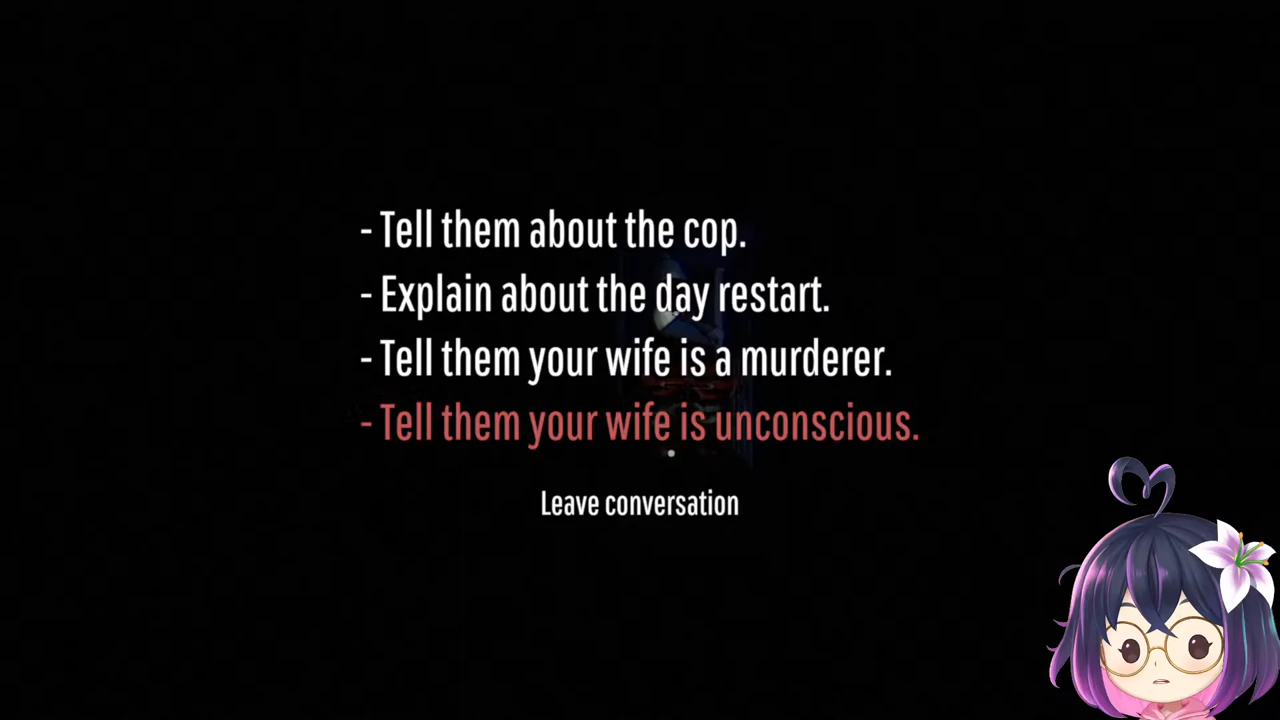 - Tell them about the cop.
- Explain about the day restart.
- Tell them your wife is a murderer.
- Tell them your wife is unconscious.
Leave conversation